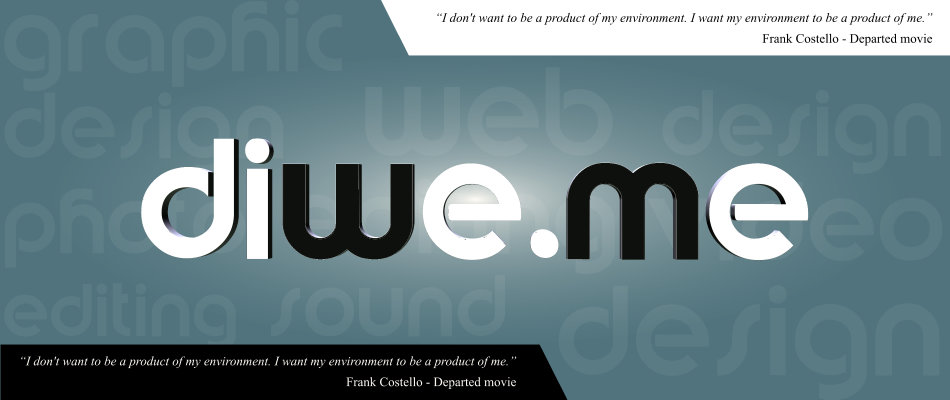 “I don't want to be a product of my environment. I want my environment to be a product of me.”
Frank Costello - Departed movie
graphic
design
web
design
diwe.me
editing
sound
design
“I don't want to be a product of my environment. I want my environment to be a product of me.”
Frank Costello - Departed movie